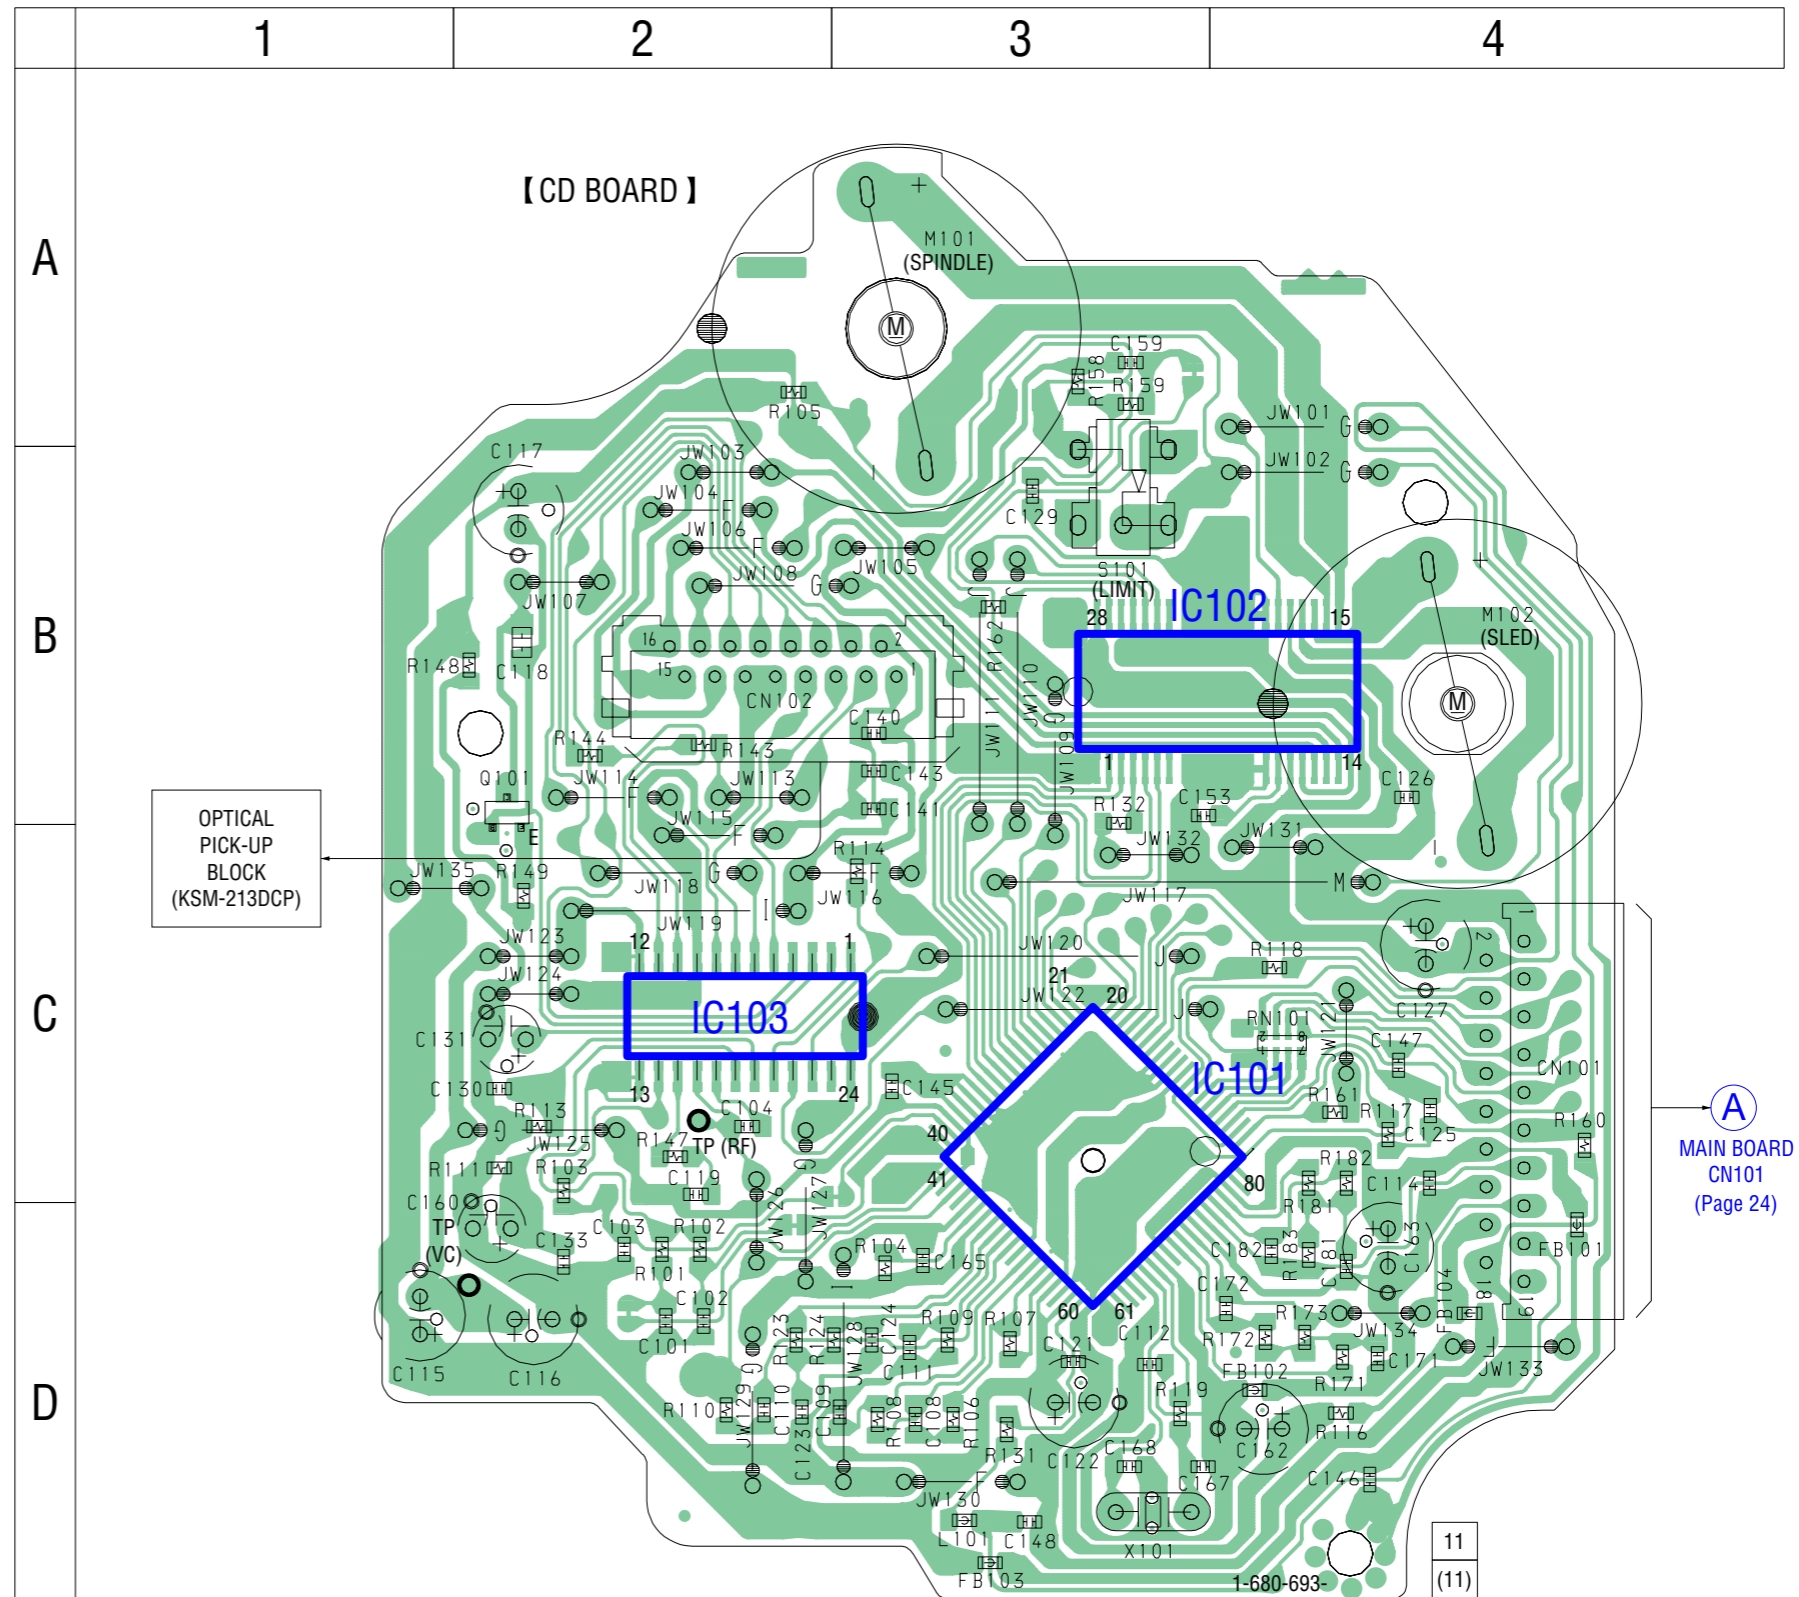 1 2 3 4
A
【CD BOARD】
+
M101
(SPINDLE)
M
C159
R158
R159
R105
JW101 G
JW102 G
B
C117
+
JW103
JW104 F
JW106 F
JW105
JW108 G
JW107
C129
S101
(LIMIT)
J J
IC102
28 15
+
M102
(SLED)
M
R162
16 2
15 1
CN102
R148
C118
JW110
JW111
G
JW109
C140
R144
R143
JW114 F
JW113
C143
C141
Q101
E
1 14
C126
R132
C153
JW115 F
JW132
JW131
OPTICAL
PICK-UP
BLOCK
(KSM-213DCP)
C
JW135
R149
R114
JW118 G
JW116 F
M
JW117
JW119 I
JW123
12 1
JW120 J
R118
+
1
2
JW124
IC103
21
20
JW122 J
C127
C131
+
RN101
JW121
C147
CN101
C130
13 24
C145
IC101
R161
R117
C125
R160
A
MAIN BOARD
CN101
(Page 24)
R113
G
JW125
C104
TP (RF)
R147
40
41
80
R111
R103
C119
G
R182
C114
R181
C160
TP
(VC)
+
C133
C103
R102
JW126
JW127
R101
R104
C165
C182
R183
C181
+
C163
FB101
C172
FB104
18
19
I
60 61
C102
C101
R123
R124
JW128
C124
C111
R109
R107
C121
C112
R172
R173
JW134
C171
JW133
D
C115
+
C116
+
G
FB102
R171
R110
JW129
C110
C123
C109
R108
C108
R106
R119
R131
+
C122
C162
+
R116
C168
C167
C146
JW130 F
L101
C148
X101
FB103
1-680-693-
11
(11)